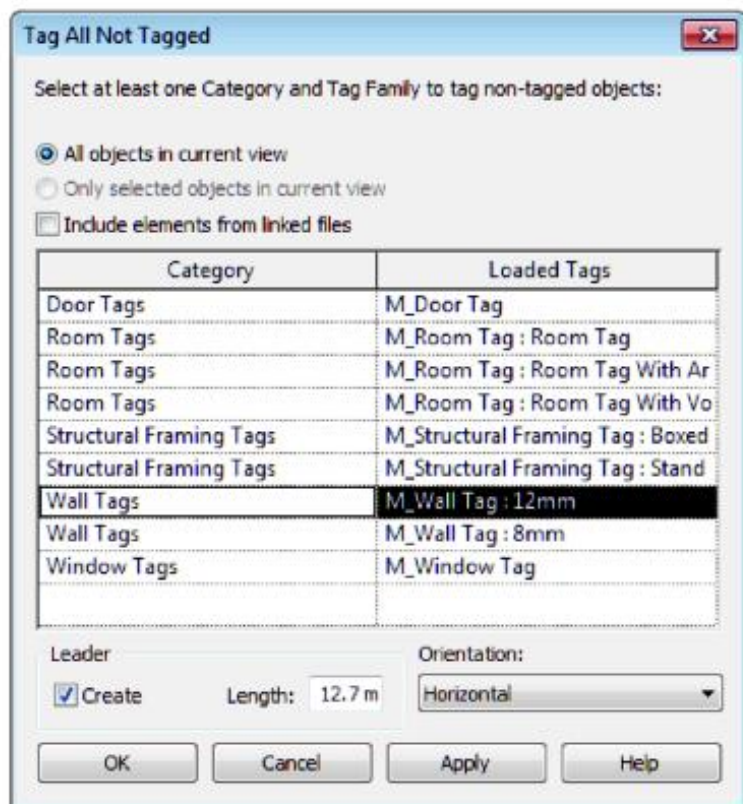 Tag All Not Tagged
Select at least one Category and Tag Family to tag non-tagged objects:
All objects in current view
Only selected objects in current view
Include elements from linked files
Category Loaded Tags
Door Tags M_Door Tag
Room Tags M_Room Tag : Room Tag
Room Tags M_Room Tag : Room Tag With Ar
Room Tags M_Room Tag : Room Tag With Vo
Structural Framing Tags M_Structural Framing Tag : Boxed
Structural Framing Tags M_Structural Framing Tag : Stand
Wall Tags M_Wall Tag : 12mm
Wall Tags M_Wall Tag : 8mm
Window Tags M_Window Tag
Leader Orientation:
Create Length: 12.7 m Horizontal
OK Cancel Apply Help